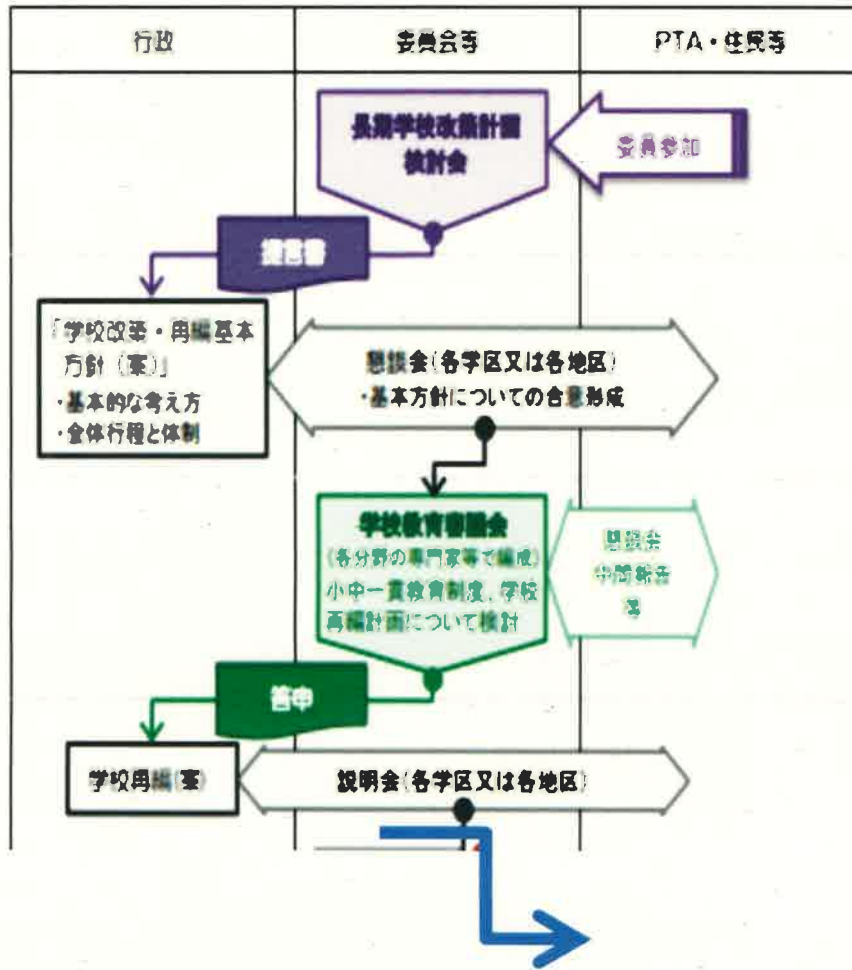 行政
委員会等
PTA・住民等
長期学校改築計画
検討会
委員参加
提言書
「学校改築・再編基本
方針(案)」
・基本的な考え方
・全体行程と体制
懇談会(各学区又は各地区)
・基本方針についての合意形成
学校教育審議会
(各分野の専門家等で編成)
小中一貫教育制度、学校
再編計画について検討
懇談会
中間報告
等
答申
学校再編(案)
説明会(各学区又は各地区)